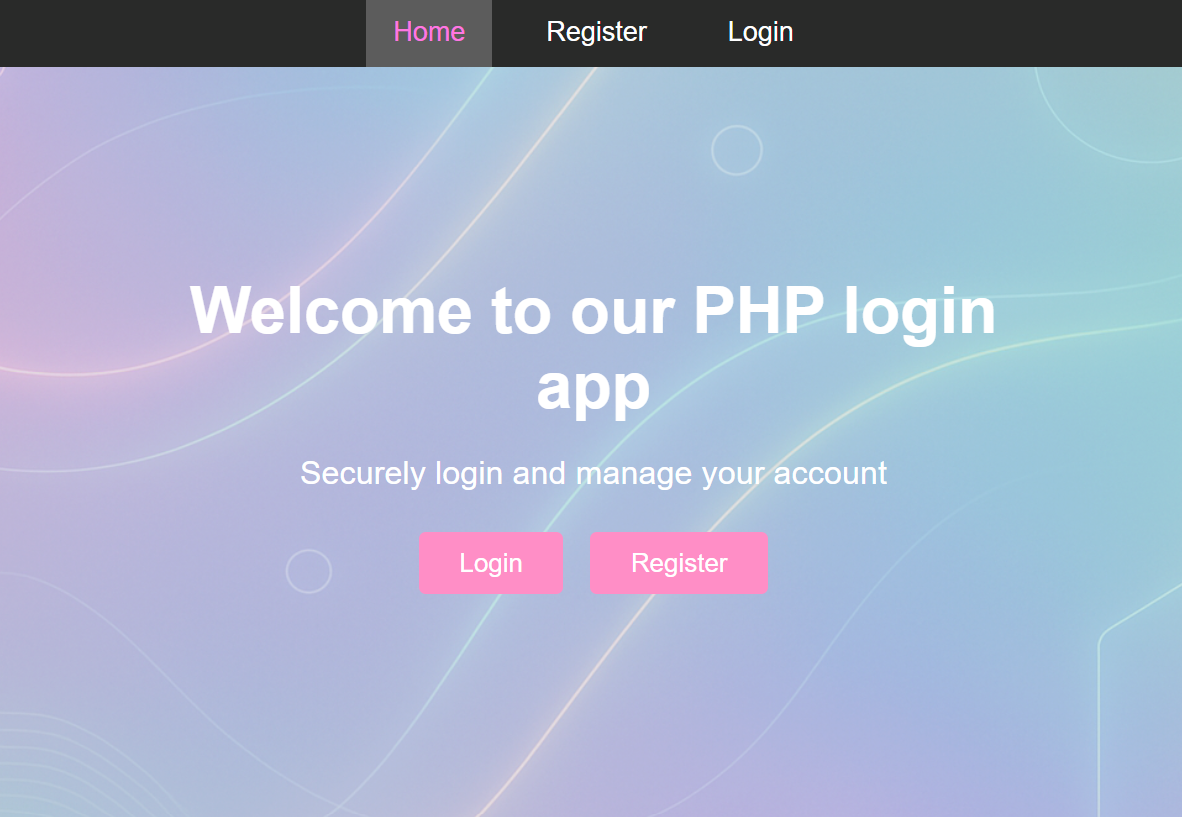 Home Register Login
Welcome to our PHP login
app
Securely login and manage your account
Login Register